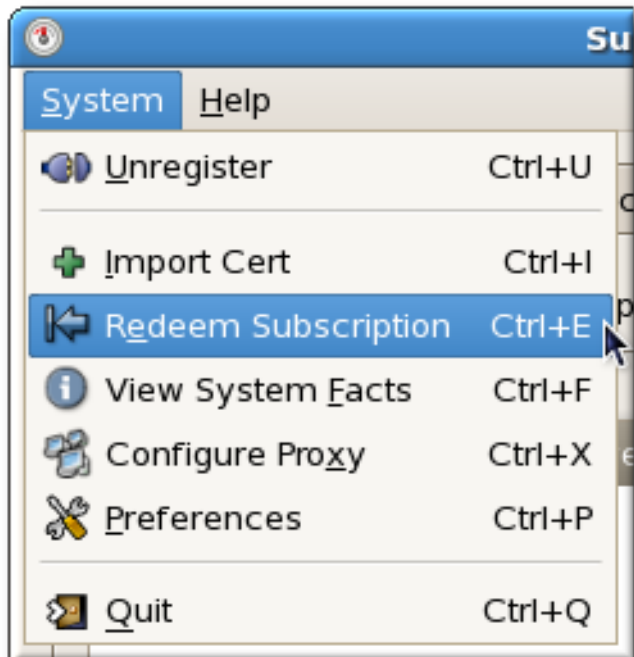 Su
System Help
Unregister Ctrl+U
Import Cert Ctrl+I
Redeem Subscription Ctrl+E
View System Facts Ctrl+F
Configure Proxy Ctrl+X
Preferences Ctrl+P
Quit Ctrl+Q